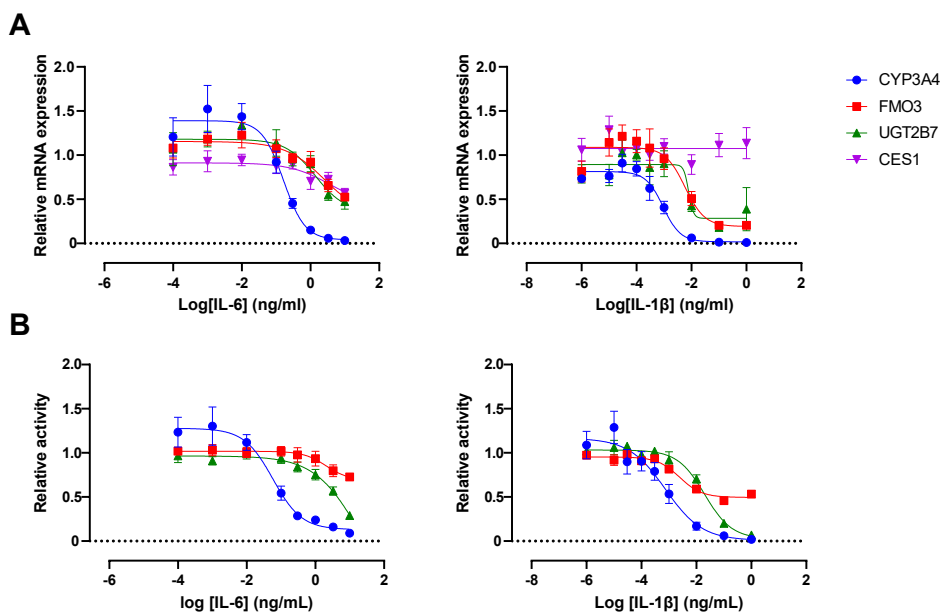 A
Relative mRNA expression
2.0
1.5
1.0
0.5
0
-6 -4 -2 0 2
Log[IL-6] (ng/ml)
Relative mRNA expression
2.0
1.5
1.0
0.5
0
-8 -6 -4 -2 0 2
Log[IL-1β] (ng/ml)
CYP3A4
FMO3
UGT2B7
CES1
B
Relative activity
2.0
1.5
1.0
0.5
0
-6 -4 -2 0 2
log [IL-6] (ng/mL)
Relative activity
2.0
1.5
1.0
0.5
0
-8 -6 -4 -2 0 2
Log [IL-1β] (ng/mL)